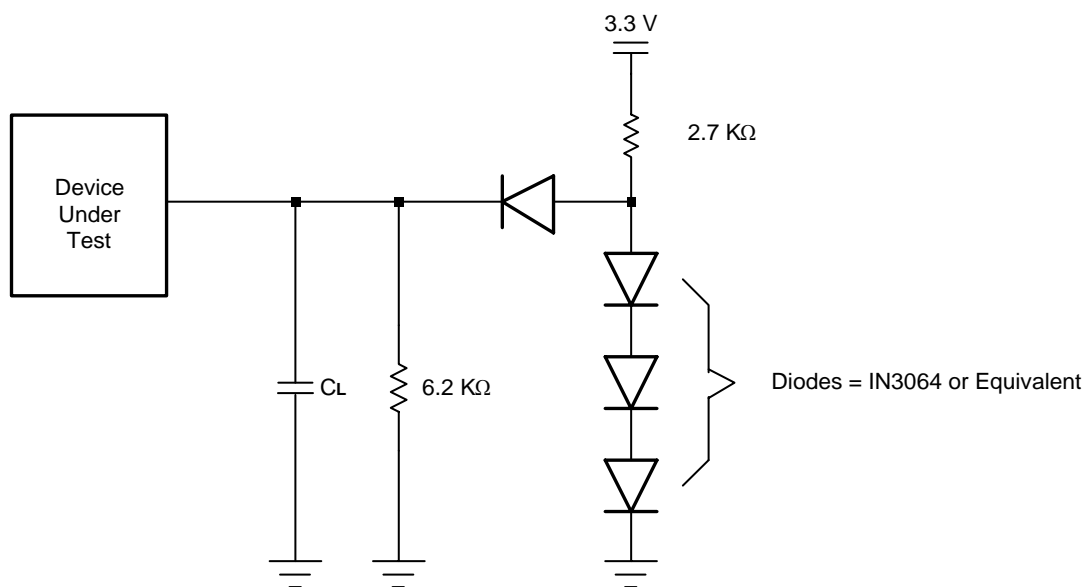 3.3 V
2.7 KΩ
Device
Under
Test
CL
6.2 KΩ
Diodes = IN3064 or Equivalent